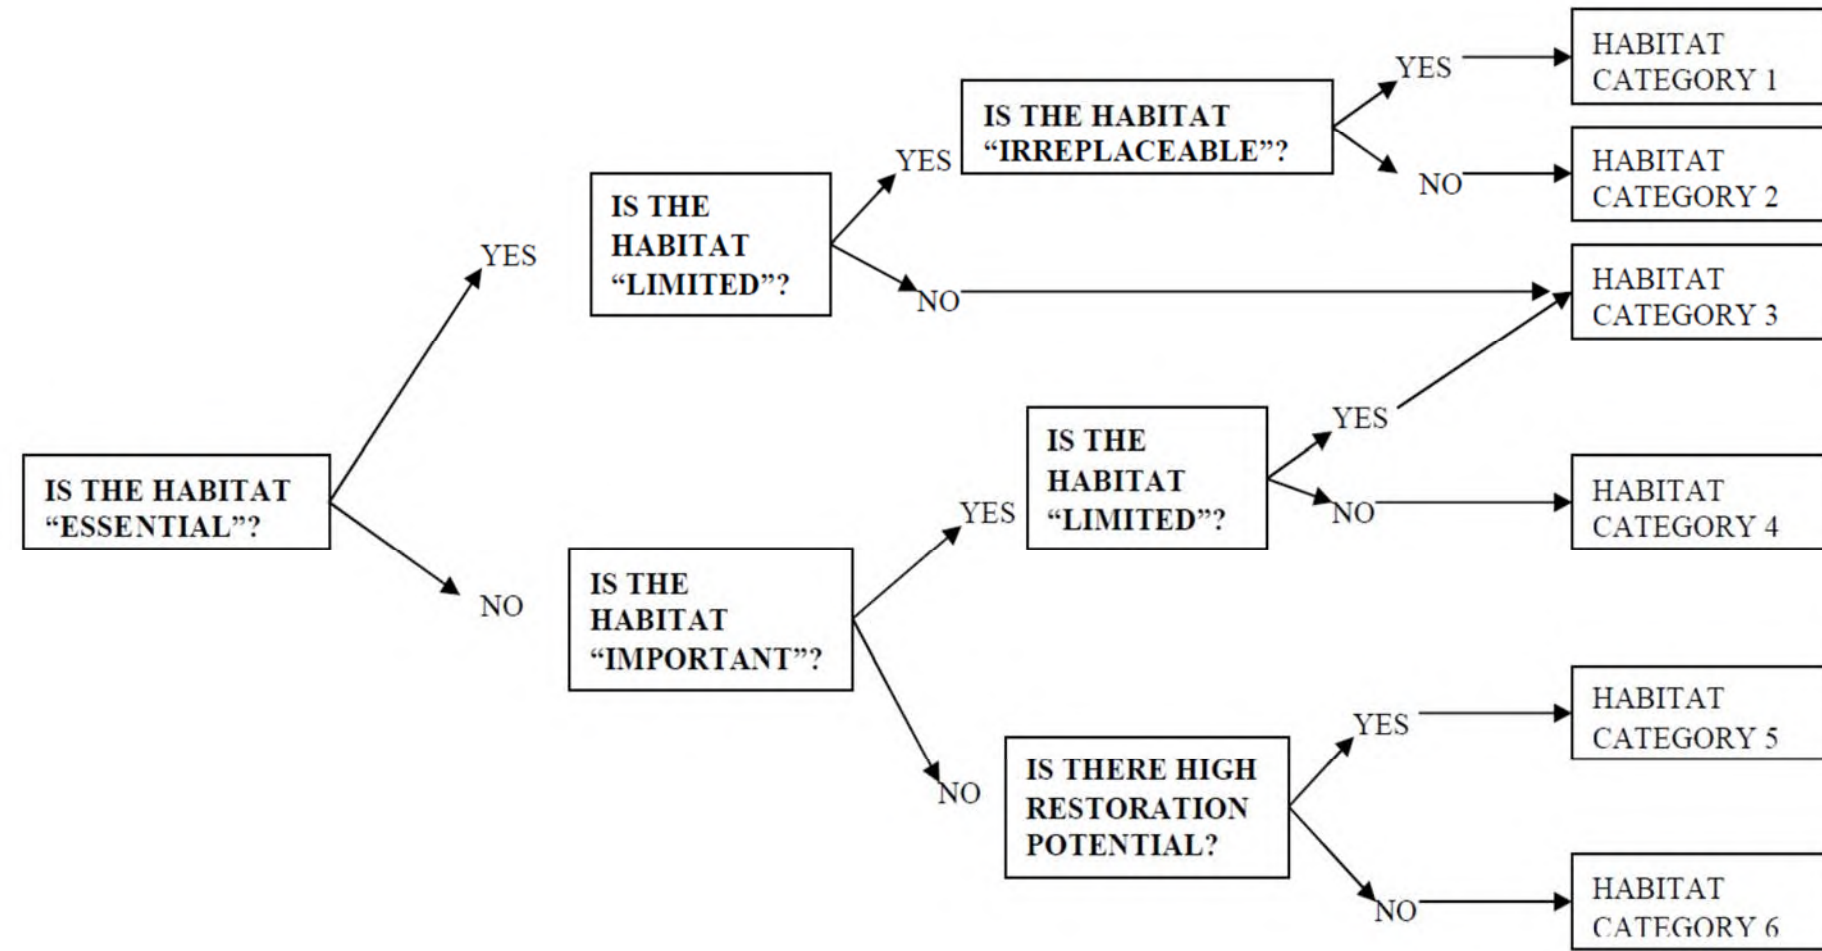 YES
HABITAT
CATEGORY 1
IS THE HABITAT
“IRREPLACEABLE”?
YES
NO
HABITAT
CATEGORY 2
IS THE
HABITAT
“LIMITED”?
YES
NO
HABITAT
CATEGORY 3
IS THE HABITAT
“ESSENTIAL”?
YES
NO
IS THE
HABITAT
“LIMITED”?
YES
NO
HABITAT
CATEGORY 4
IS THE
HABITAT
“IMPORTANT”?
YES
NO
IS THERE HIGH
RESTORATION
POTENTIAL?
YES
HABITAT
CATEGORY 5
NO
HABITAT
CATEGORY 6